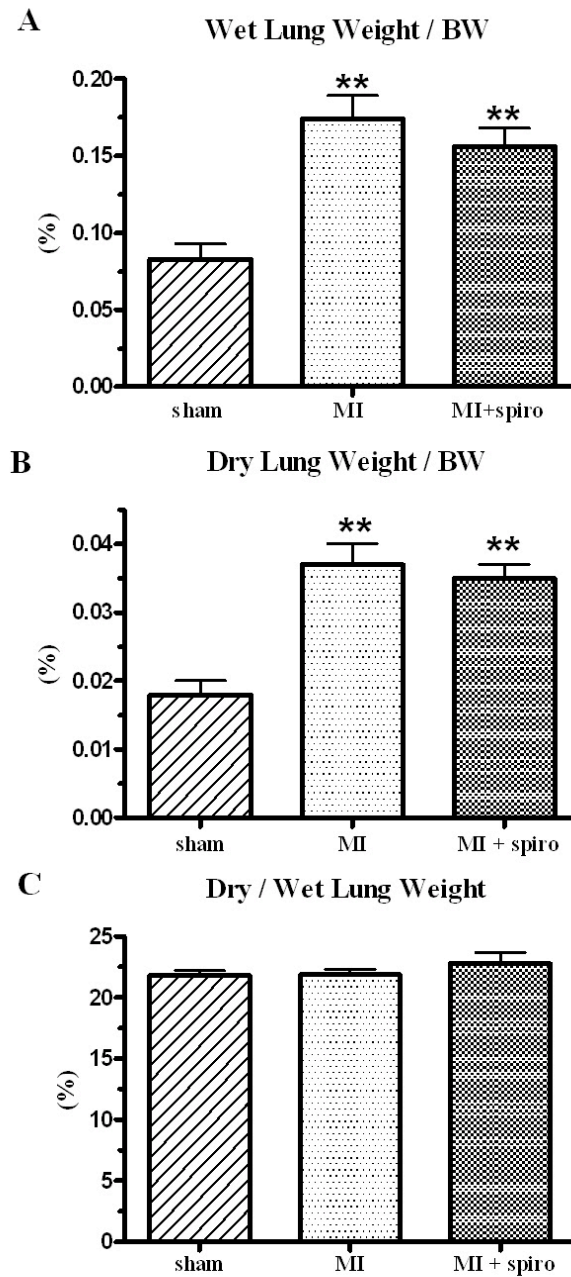 A
Wet Lung Weight / BW
0.20
0.15
0.10
0.05
0.00
(%)
**
**
sham MI MI+spiro
B
Dry Lung Weight / BW
0.04
0.03
0.02
0.01
0.00
(%)
**
**
sham MI MI + spiro
C
Dry / Wet Lung Weight
25
20
15
10
5
0
(%)
sham MI MI + spiro